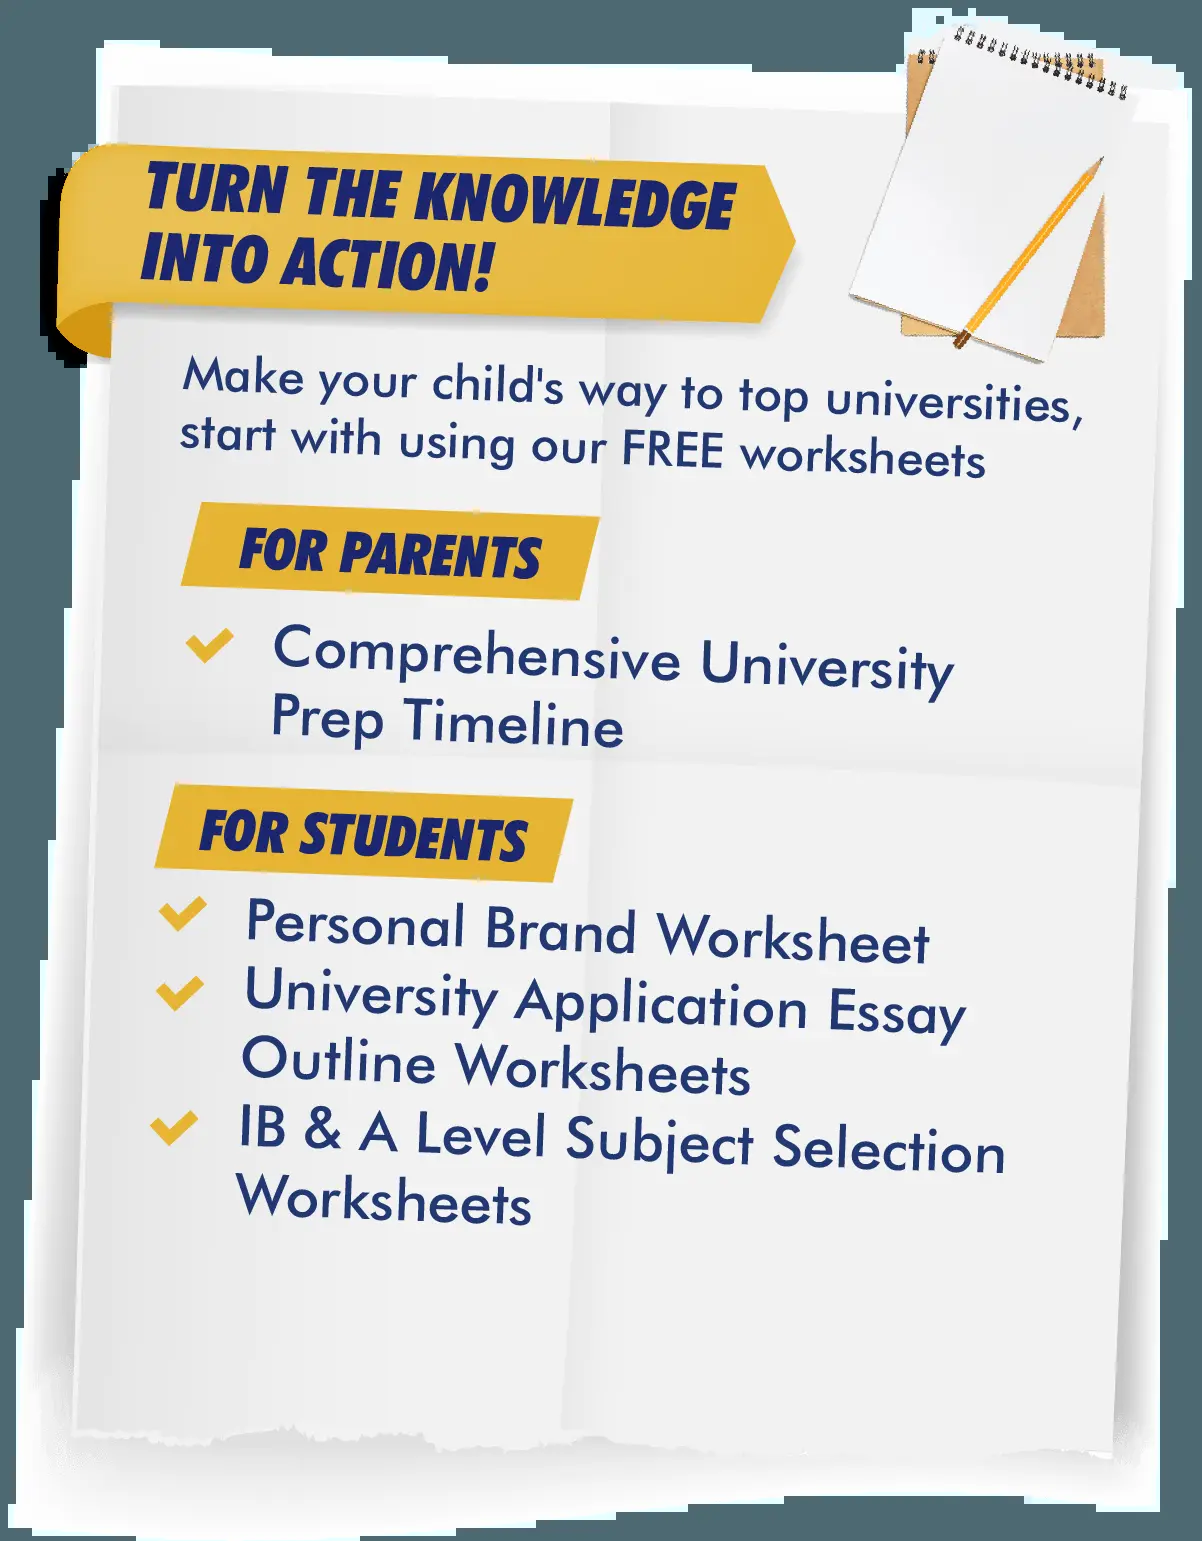 TURN THE KNOWLEDGE
INTO ACTION!
Make your child's way to top universities,
start with using our FREE worksheets
FOR PARENTS
Comprehensive University
Prep Timeline
FOR STUDENTS
Personal Brand Worksheet
University Application Essay
Outline Worksheets
IB & A Level Subject Selection
Worksheets